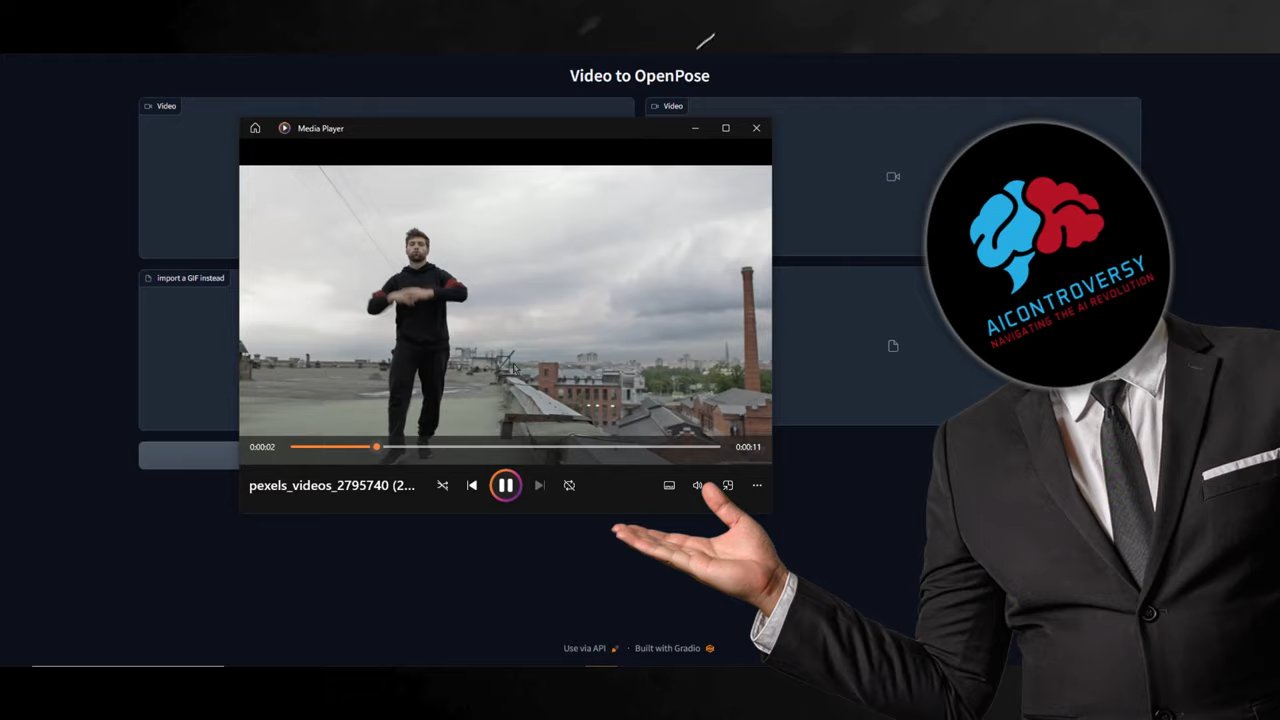 Video to OpenPose
Video
Video
Media Player
import a GIF instead
0:00:02
0:00:11
pexels_videos_2795740 (2...
AICONTROVERSY
NAVIGATING THE AI REVOLUTION
Use via API
·
Built with Gradio